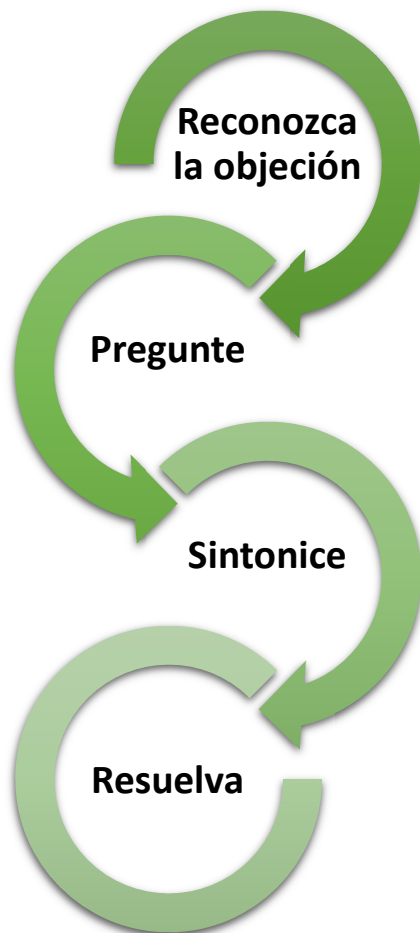 Reconozca
la objeción
Pregunte
Sintonice
Resuelva